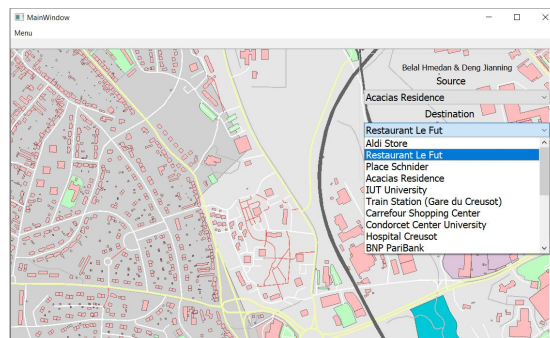 MainWindow
Menu
Belal Hmedan & Deng Jianning
Source
Acacias Residence
Destination
Restaurant Le Fut
Aldi Store
Restaurant Le Fut
Place Schnider
Acacias Residence
IUT University
Train Station (Gare du Creusot)
Carrefour Shopping Center
Condorcet Center University
Hospital Creusot
BNP PariBank